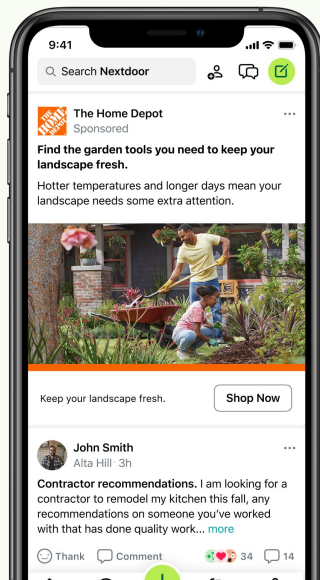 9:41
Search Nextdoor
THE HOME DEPOT
The Home Depot
Sponsored
Find the garden tools you need to keep your
landscape fresh.
Hotter temperatures and longer days mean your
landscape needs some extra attention.
Keep your landscape fresh.
Shop Now
John Smith
Alta Hill · 3h
Contractor recommendations. I am looking for a
contractor to remodel my kitchen this fall, any
recommendations on someone you've worked
with that has done quality work... more
Thank
Comment
34
14